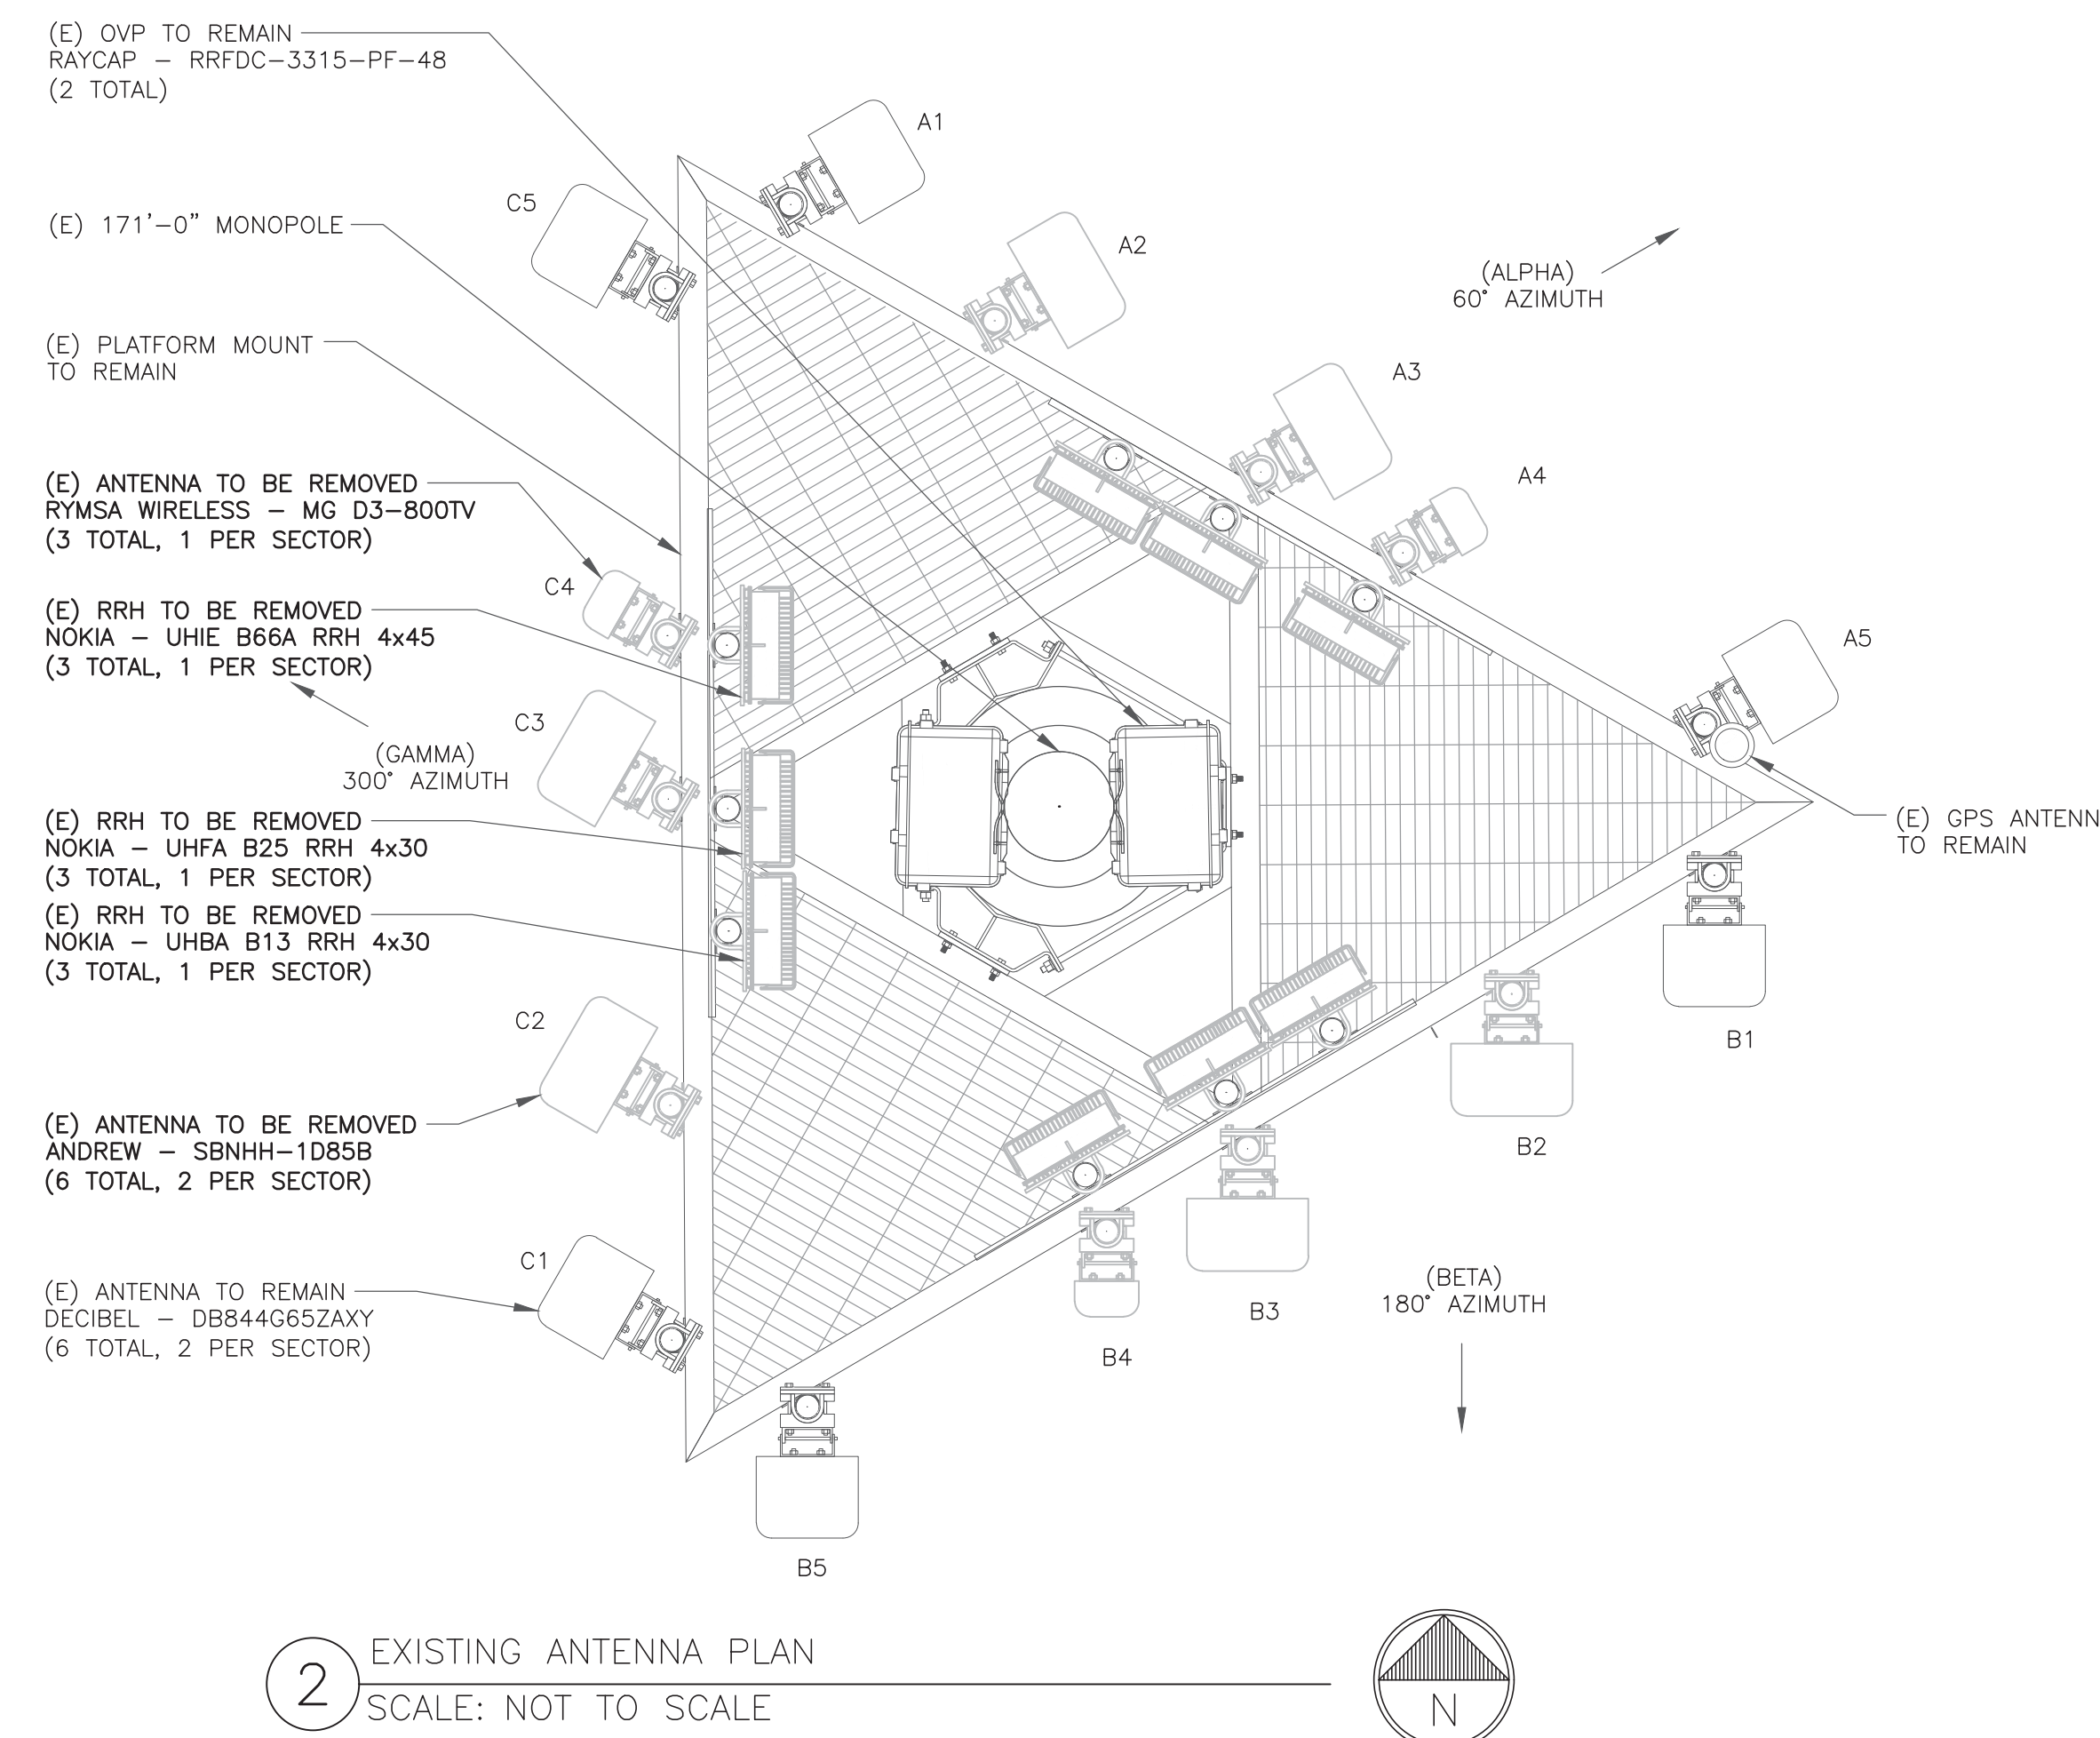 (E) OVP TO REMAIN
RAYCAP – RRFDC–3315–PF–48
(2 TOTAL)
(E) 171'–0" MONOPOLE
(E) PLATFORM MOUNT
TO REMAIN
(E) ANTENNA TO BE REMOVED
RYMSA WIRELESS – MG D3–800TV
(3 TOTAL, 1 PER SECTOR)
(E) RRH TO BE REMOVED
NOKIA – UHIE B66A RRH 4x45
(3 TOTAL, 1 PER SECTOR)
(GAMMA)
300° AZIMUTH
(E) RRH TO BE REMOVED
NOKIA – UHFA B25 RRH 4x30
(3 TOTAL, 1 PER SECTOR)
(E) RRH TO BE REMOVED
NOKIA – UHBA B13 RRH 4x30
(3 TOTAL, 1 PER SECTOR)
(E) ANTENNA TO BE REMOVED
ANDREW – SBNHH–1D85B
(6 TOTAL, 2 PER SECTOR)
(E) ANTENNA TO REMAIN
DECIBEL – DB844G65ZAXY
(6 TOTAL, 2 PER SECTOR)
C5
C4
C3
C2
C1
A1
A2
A3
A4
A5
(ALPHA)
60° AZIMUTH
(E) GPS ANTENN
TO REMAIN
B1
B2
B3
B4
B5
(BETA)
180° AZIMUTH
2
EXISTING ANTENNA PLAN
SCALE: NOT TO SCALE
N